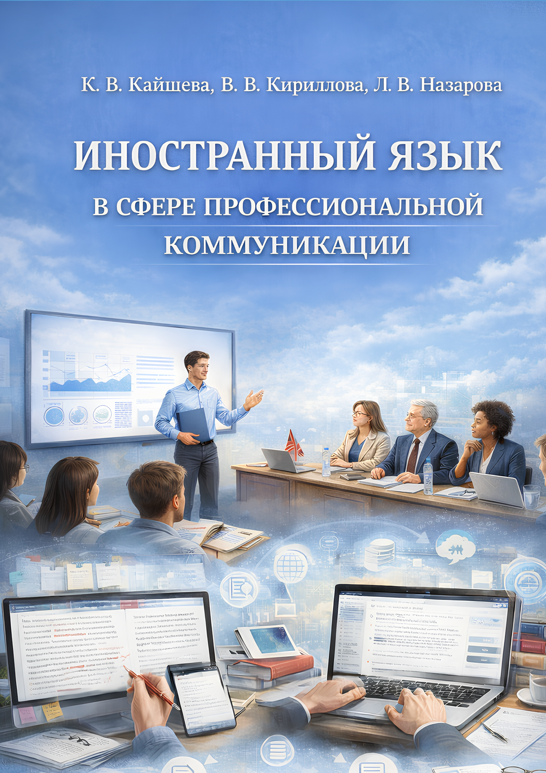 К. В. Кайшева, В. В. Кириллова, Л. В. Назарова
ИНОСТРАННЫЙ ЯЗЫК
В СФЕРЕ ПРОФЕССИОНАЛЬНОЙ
КОММУНИКАЦИИ